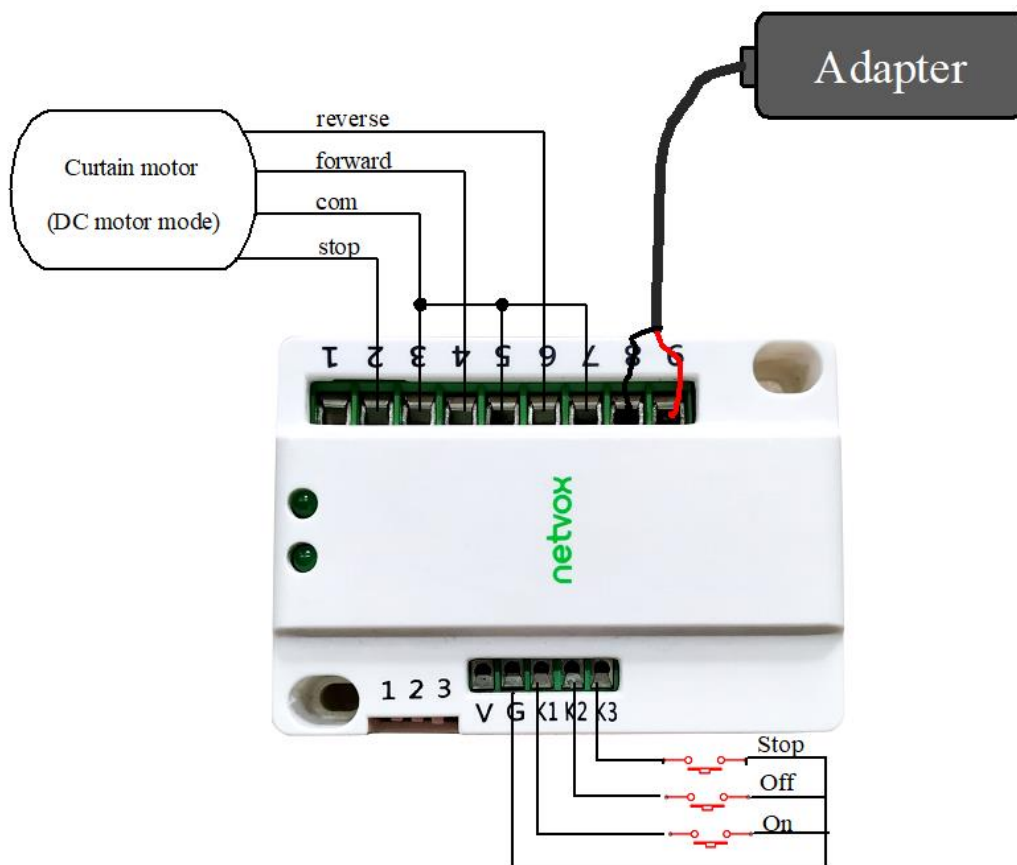 Adapter
reverse
forward
Curtain motor
com
(DC motor mode)
stop
1 2 3 4 5 6 7 8 9
netvox
1 2 3
V G K1 K2 K3
Stop
Off
On